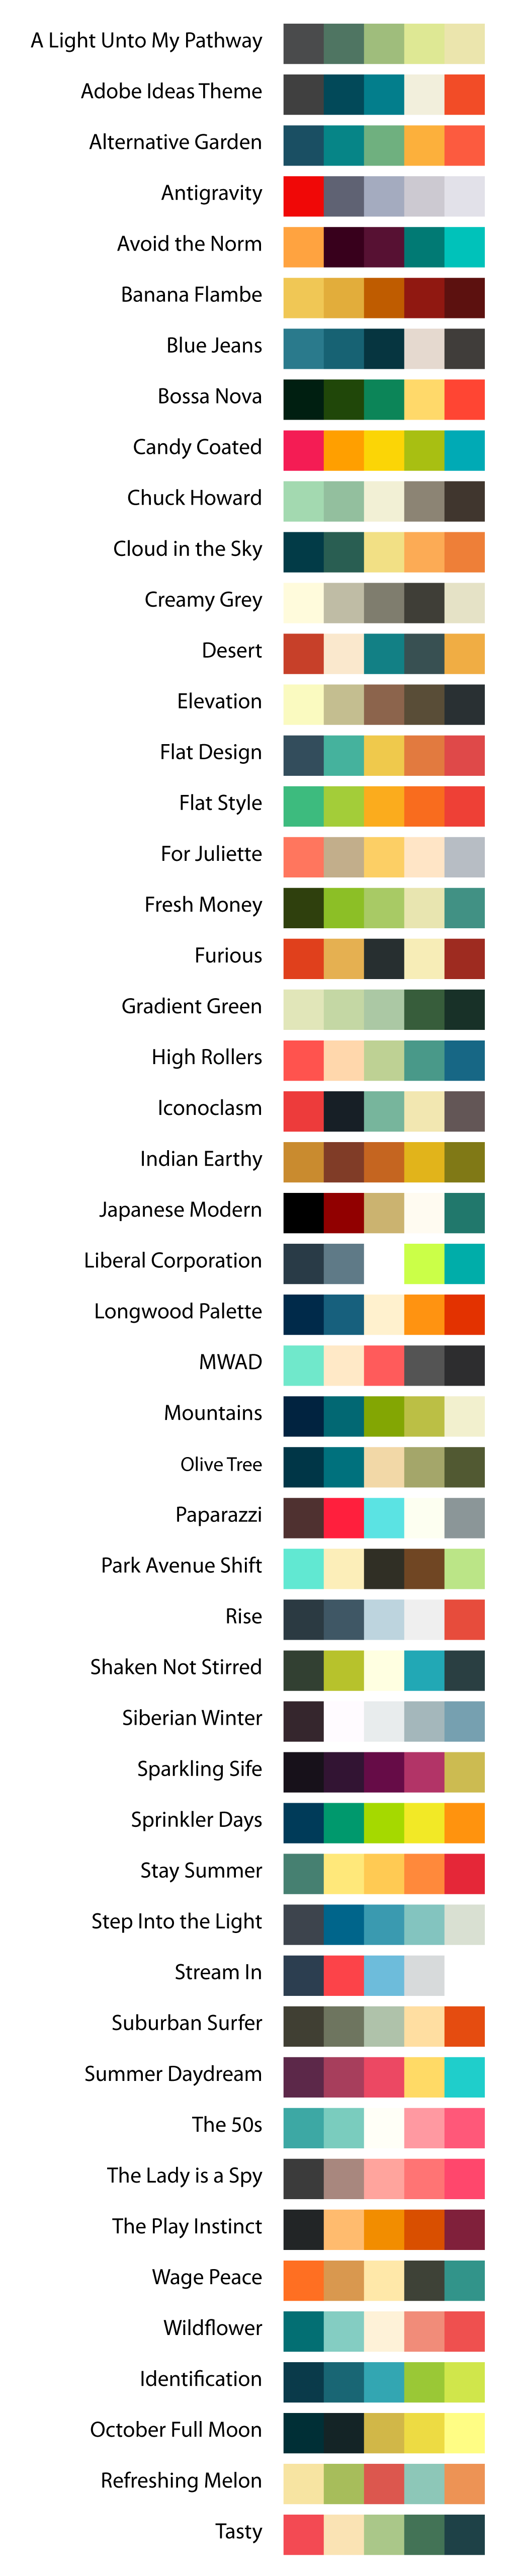 A Light Unto My Pathway
Adobe Ideas Theme
Alternative Garden
Antigravity
Avoid the Norm
Banana Flambe
Blue Jeans
Bossa Nova
Candy Coated
Chuck Howard
Cloud in the Sky
Creamy Grey
Desert
Elevation
Flat Design
Flat Style
For Juliette
Fresh Money
Furious
Gradient Green
High Rollers
Iconoclasm
Indian Earthy
Japanese Modern
Liberal Corporation
Longwood Palette
MWAD
Mountains
Olive Tree
Paparazzi
Park Avenue Shift
Rise
Shaken Not Stirred
Siberian Winter
Sparkling Sife
Sprinkler Days
Stay Summer
Step Into the Light
Stream In
Suburban Surfer
Summer Daydream
The 50s
The Lady is a Spy
The Play Instinct
Wage Peace
Wildflower
Identification
October Full Moon
Refreshing Melon
Tasty